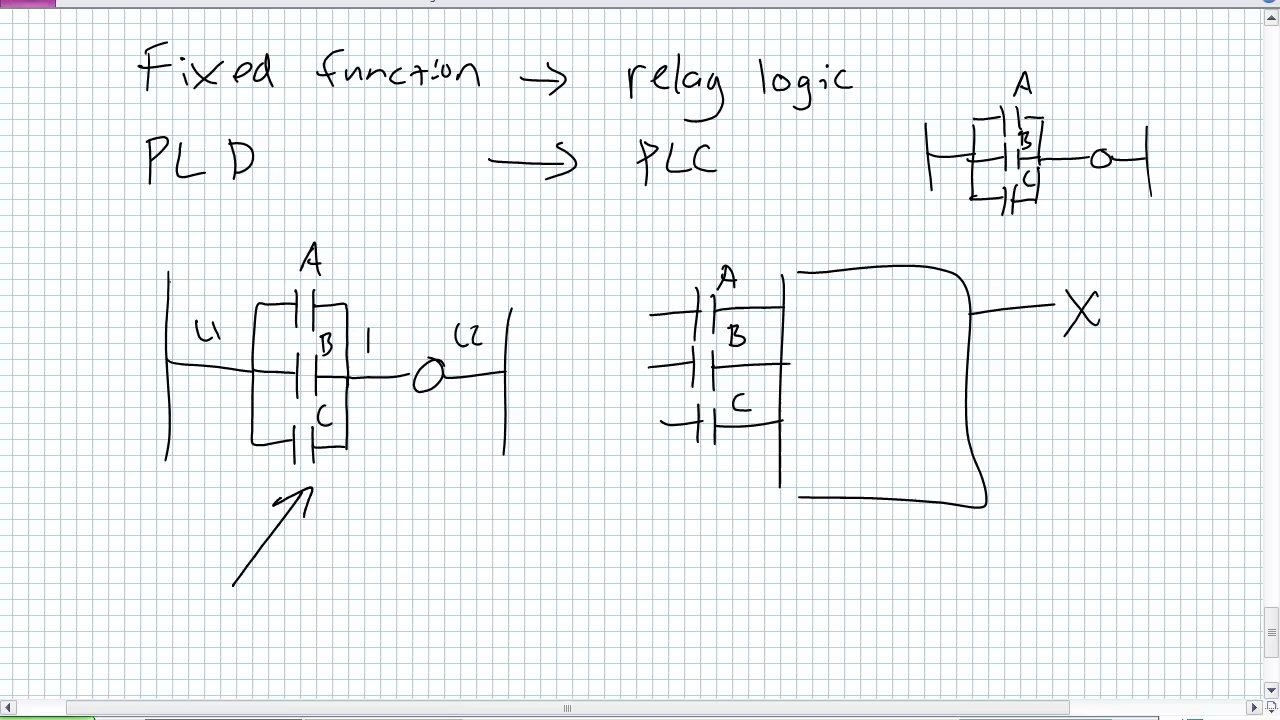 Fixed function → relay logic
PLD → PLC
A
B
C
A
L1 B 1 L2
C
A
B
C
X